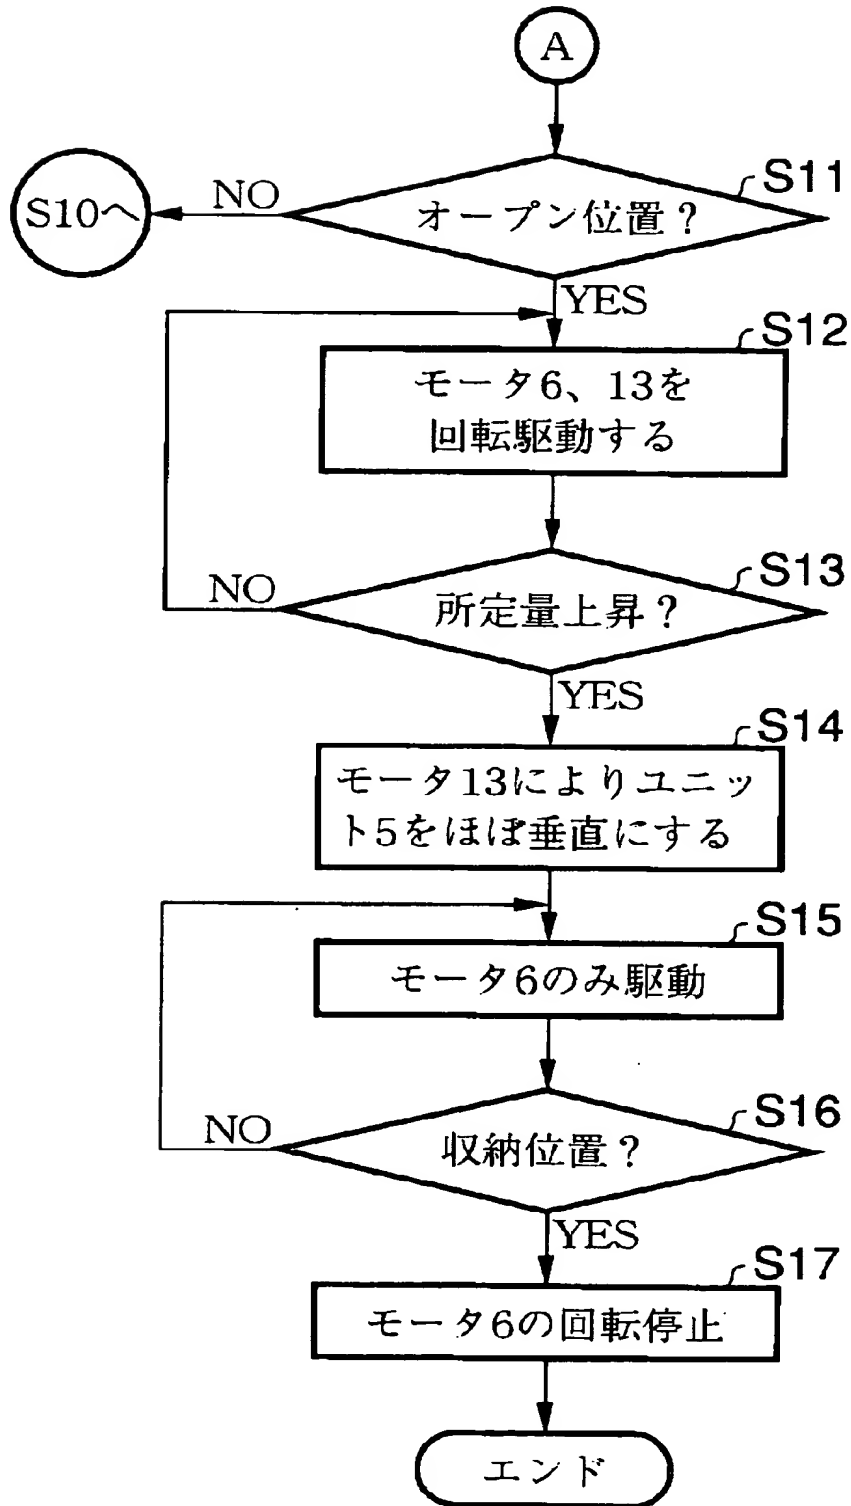 A
S11
オープン位置?
NO
S10へ
YES
S12
モータ6、13を
回転駆動する
S13
所定量上昇?
NO
YES
S14
モータ13によりユニッ
ト5をほぼ垂直にする
S15
モータ6のみ駆動
S16
収納位置?
NO
YES
S17
モータ6の回転停止
エンド